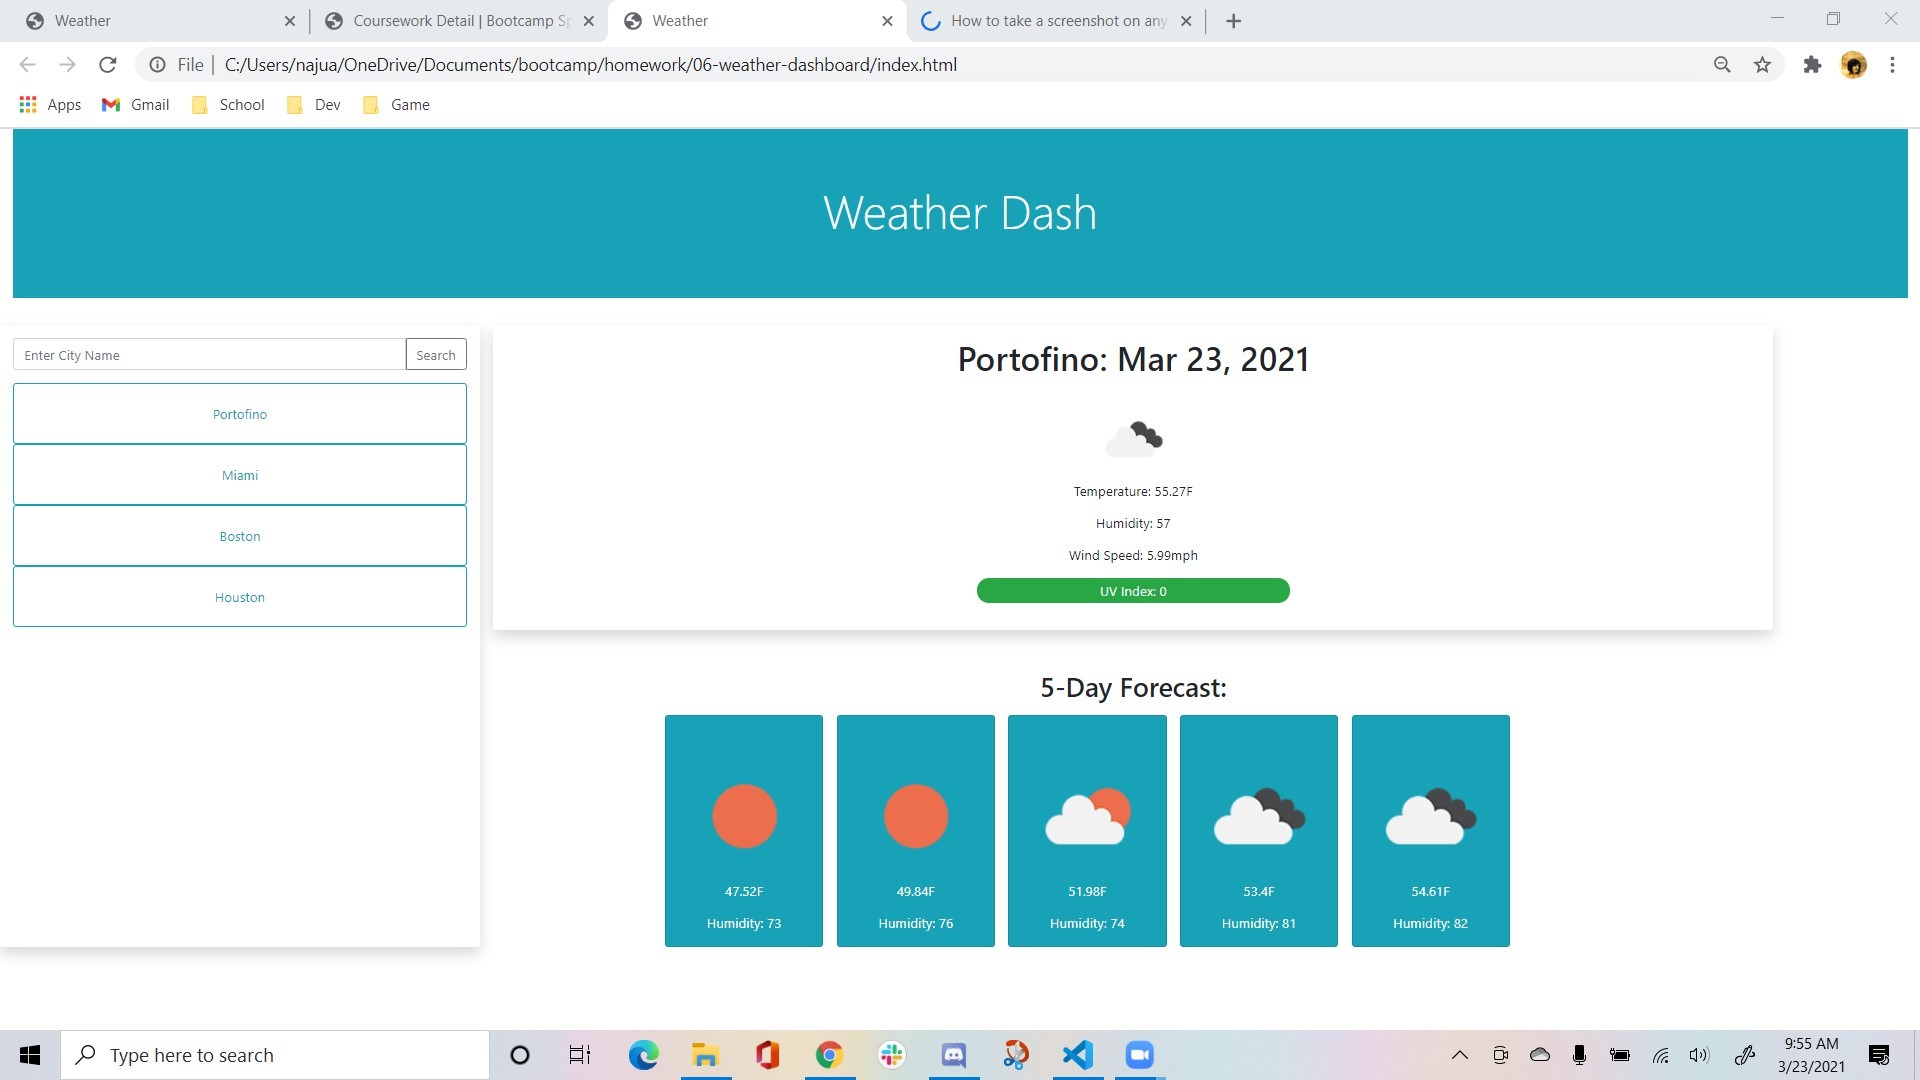 Weather
Coursework Detail | Bootcamp Sp
Weather
How to take a screenshot on any
File | C:/Users/najua/OneDrive/Documents/bootcamp/homework/06-weather-dashboard/index.html
Apps Gmail School Dev Game
Weather Dash
Enter City Name Search
Portofino
Miami
Boston
Houston
Portofino: Mar 23, 2021
Temperature: 55.27F
Humidity: 57
Wind Speed: 5.99mph
UV Index: 0
5-Day Forecast:
47.52F 49.84F 51.98F 53.4F 54.61F
Humidity: 73 Humidity: 76 Humidity: 74 Humidity: 81 Humidity: 82
Type here to search
9:55 AM
3/23/2021